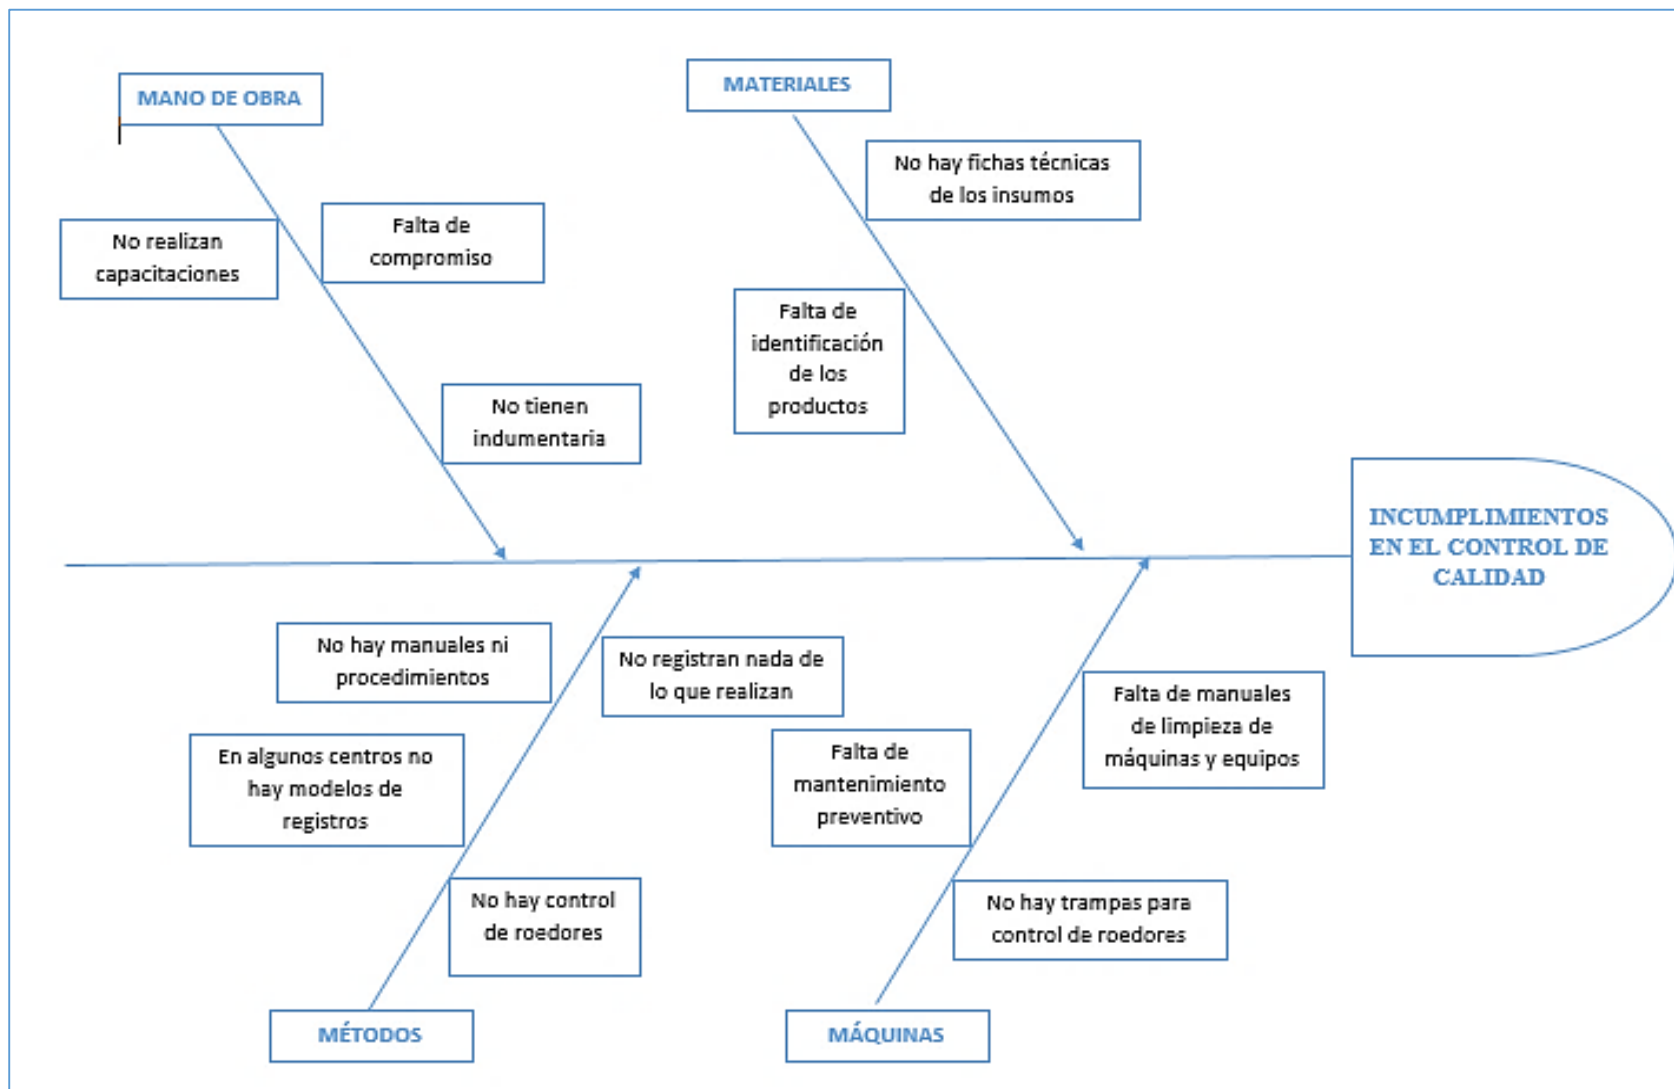 MANO DE OBRA
MATERIALES
No hay fichas técnicas
de los insumos
No realizan
capacitaciones
Falta de
compromiso
Falta de
identificación
de los
productos
No tienen
indumentaria
INCUMPLIMIENTOS
EN EL CONTROL DE
CALIDAD
No hay manuales ni
procedimientos
No registran nada de
lo que realizan
Falta de manuales
de limpieza de
máquinas y equipos
En algunos centros no
hay modelos de
registros
Falta de
mantenimiento
preventivo
No hay control
de roedores
No hay trampas para
control de roedores
MÉTODOS
MÁQUINAS